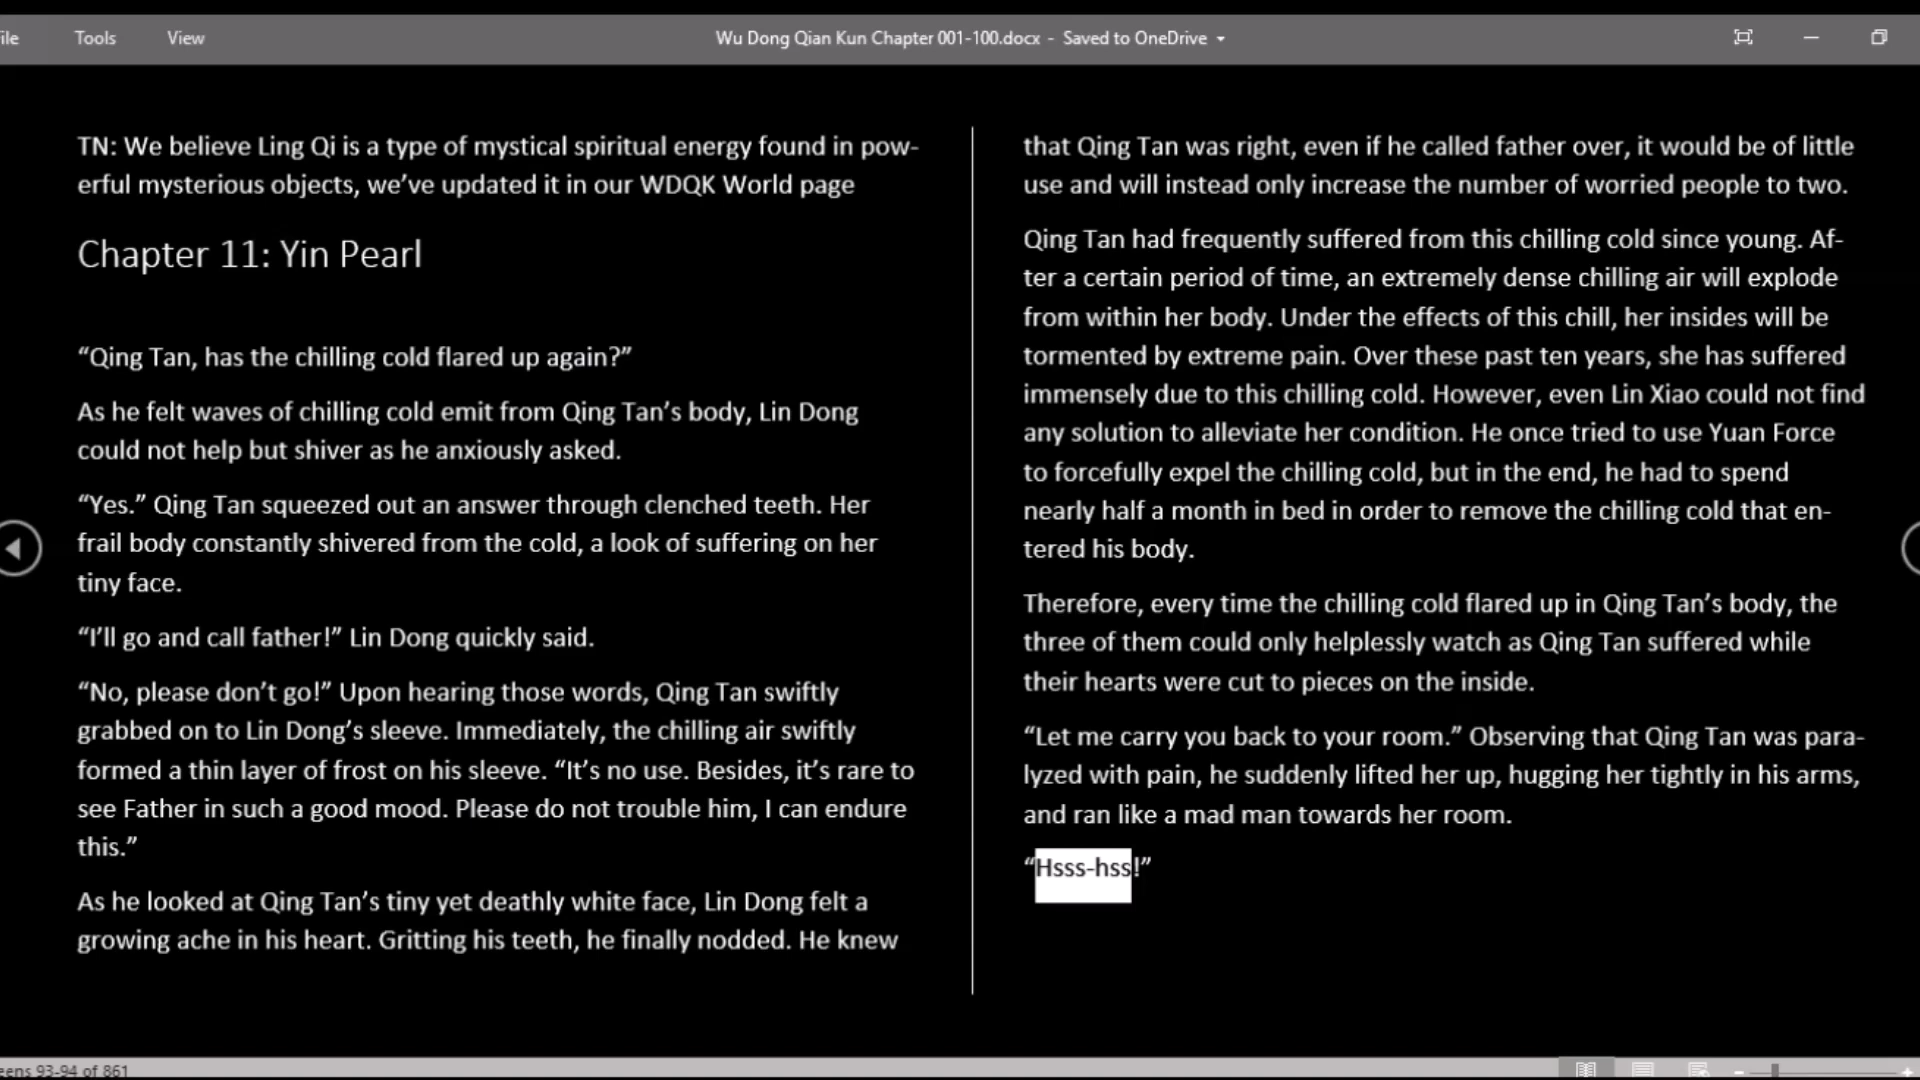 ile Tools View Wu Dong Qian Kun Chapter 001-100.docx - Saved to OneDrive
TN: We believe Ling Qi is a type of mystical spiritual energy found in pow-
erful mysterious objects, we’ve updated it in our WDQK World page
Chapter 11: Yin Pearl
“Qing Tan, has the chilling cold flared up again?”
As he felt waves of chilling cold emit from Qing Tan’s body, Lin Dong
could not help but shiver as he anxiously asked.
“Yes.” Qing Tan squeezed out an answer through clenched teeth. Her
frail body constantly shivered from the cold, a look of suffering on her
tiny face.
“I’ll go and call father!” Lin Dong quickly said.
“No, please don’t go!” Upon hearing those words, Qing Tan swiftly
grabbed on to Lin Dong’s sleeve. Immediately, the chilling air swiftly
formed a thin layer of frost on his sleeve. “It’s no use. Besides, it’s rare to
see Father in such a good mood. Please do not trouble him, I can endure
this.”
As he looked at Qing Tan’s tiny yet deathly white face, Lin Dong felt a
growing ache in his heart. Gritting his teeth, he finally nodded. He knew
that Qing Tan was right, even if he called father over, it would be of little
use and will instead only increase the number of worried people to two.
Qing Tan had frequently suffered from this chilling cold since young. Af-
ter a certain period of time, an extremely dense chilling air will explode
from within her body. Under the effects of this chill, her insides will be
tormented by extreme pain. Over these past ten years, she has suffered
immensely due to this chilling cold. However, even Lin Xiao could not find
any solution to alleviate her condition. He once tried to use Yuan Force
to forcefully expel the chilling cold, but in the end, he had to spend
nearly half a month in bed in order to remove the chilling cold that en-
tered his body.
Therefore, every time the chilling cold flared up in Qing Tan’s body, the
three of them could only helplessly watch as Qing Tan suffered while
their hearts were cut to pieces on the inside.
“Let me carry you back to your room.” Observing that Qing Tan was para-
lyzed with pain, he suddenly lifted her up, hugging her tightly in his arms,
and ran like a mad man towards her room.
“Hsss-hss!”
eens 93-94 of 861